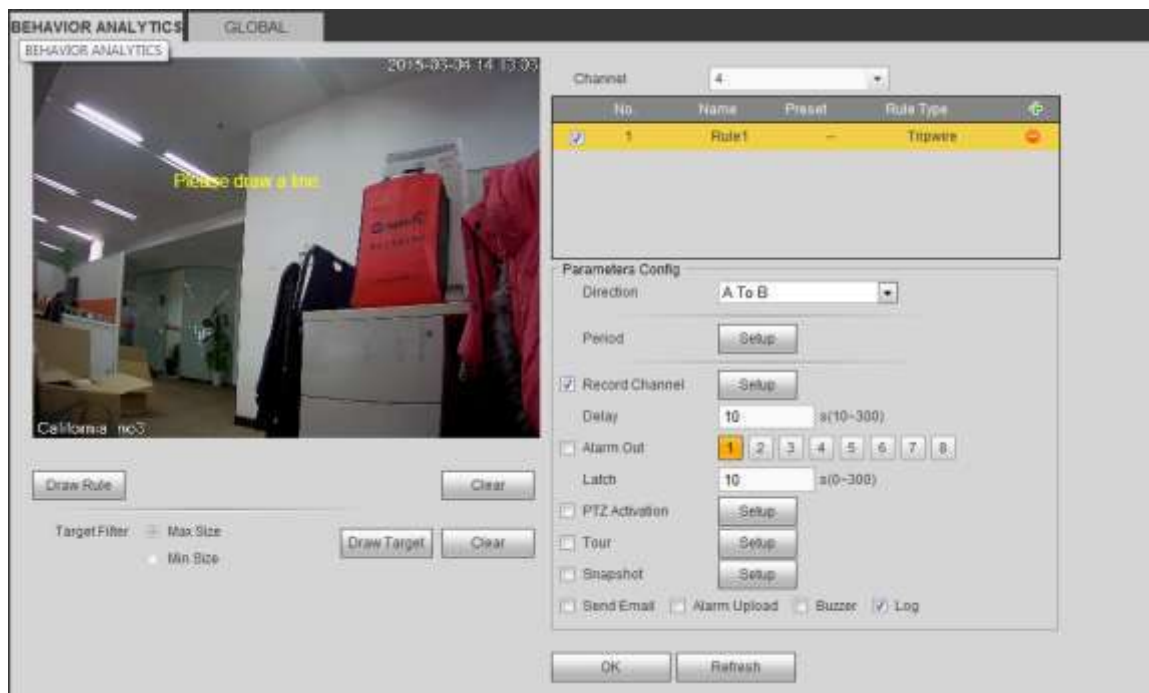 BEHAVIOR ANALYTICS GLOBAL
BEHAVIOR ANALYTICS
2015-03-04 14:13:03
Please draw a line.
California no3
Draw Rule Clear
Target Filter Max Size
Min Size
Draw Target Clear
Channel 4
No. Name Preset Rule Type
1 Rule1 -- Tripwire
Parameters Config
Direction A To B
Period Setup
Record Channel Setup
Delay 10 s(10~300)
Alarm Out 1 2 3 4 5 6 7 8
Latch 10 s(0~300)
PTZ Activation Setup
Tour Setup
Snapshot Setup
Send Email Alarm Upload Buzzer Log
OK Refresh